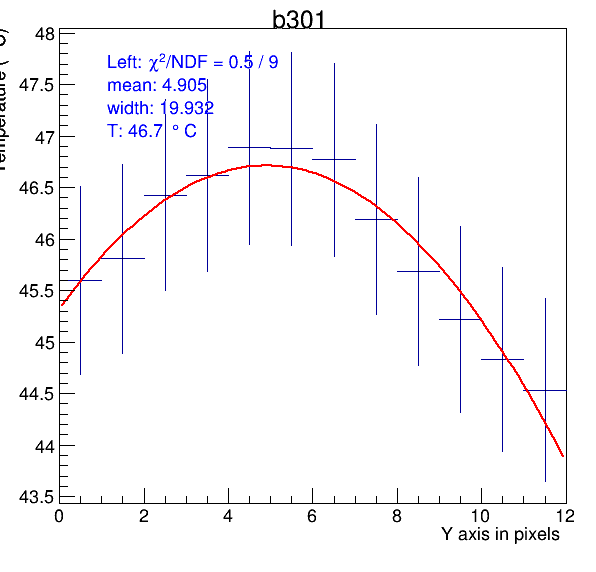 b301
Temperature (°C)
Left: χ²/NDF = 0.5 / 9
mean: 4.905
width: 19.932
T: 46.7 °C
48
47.5
47
46.5
46
45.5
45
44.5
44
43.5
0 2 4 6 8 10 12
Y axis in pixels